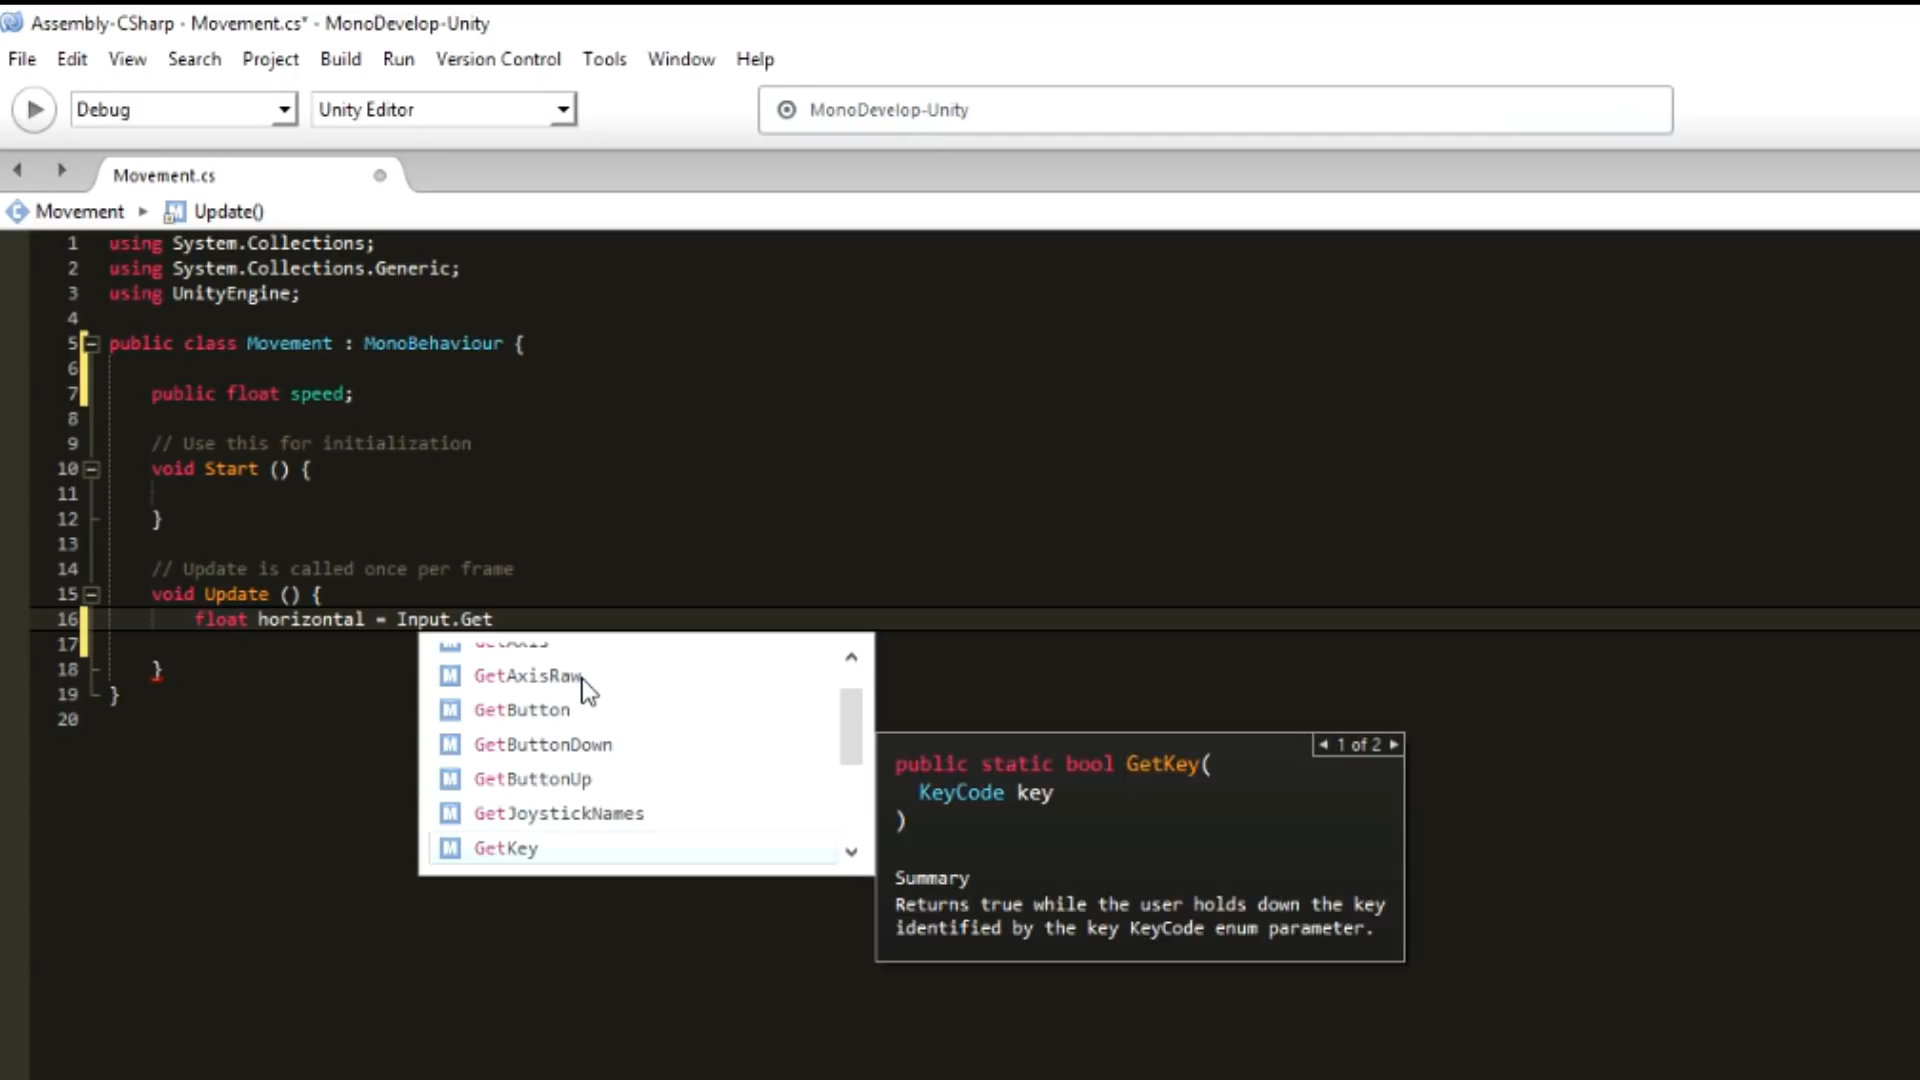 Assembly-CSharp - Movement.cs* - MonoDevelop-Unity
File Edit View Search Project Build Run Version Control Tools Window Help
Debug Unity Editor MonoDevelop-Unity
Movement.cs
Movement Update()
1 using System.Collections;
2 using System.Collections.Generic;
3 using UnityEngine;
4
5 public class Movement : MonoBehaviour {
6
7 public float speed;
8
9 // Use this for initialization
10 void Start () {
11
12 }
13
14 // Update is called once per frame
15 void Update () {
16 float horizontal = Input.Get
17
18 }
19 }
20
GetAxis
GetAxisRaw
GetButton
GetButtonDown
GetButtonUp
GetJoystickNames
GetKey
1 of 2
public static bool GetKey(
KeyCode key
)
Summary
Returns true while the user holds down the key
identified by the key KeyCode enum parameter.